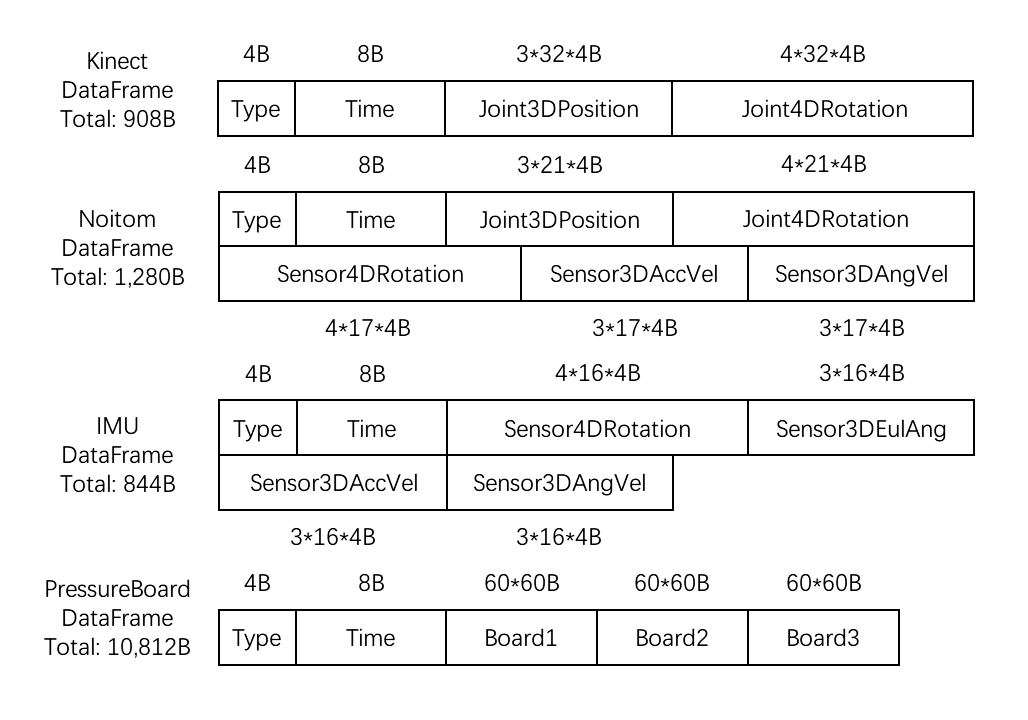 Kinect
DataFrame
Total: 908B
4B 8B 3*32*4B 4*32*4B
Type Time Joint3DPosition Joint4DRotation
Noitom
DataFrame
Total: 1,280B
4B 8B 3*21*4B 4*21*4B
Type Time Joint3DPosition Joint4DRotation
Sensor4DRotation Sensor3DAccVel Sensor3DAngVel
4*17*4B 3*17*4B 3*17*4B
IMU
DataFrame
Total: 844B
4B 8B 4*16*4B 3*16*4B
Type Time Sensor4DRotation Sensor3DEulAng
Sensor3DAccVel Sensor3DAngVel
3*16*4B 3*16*4B
PressureBoard
DataFrame
Total: 10,812B
4B 8B 60*60B 60*60B 60*60B
Type Time Board1 Board2 Board3